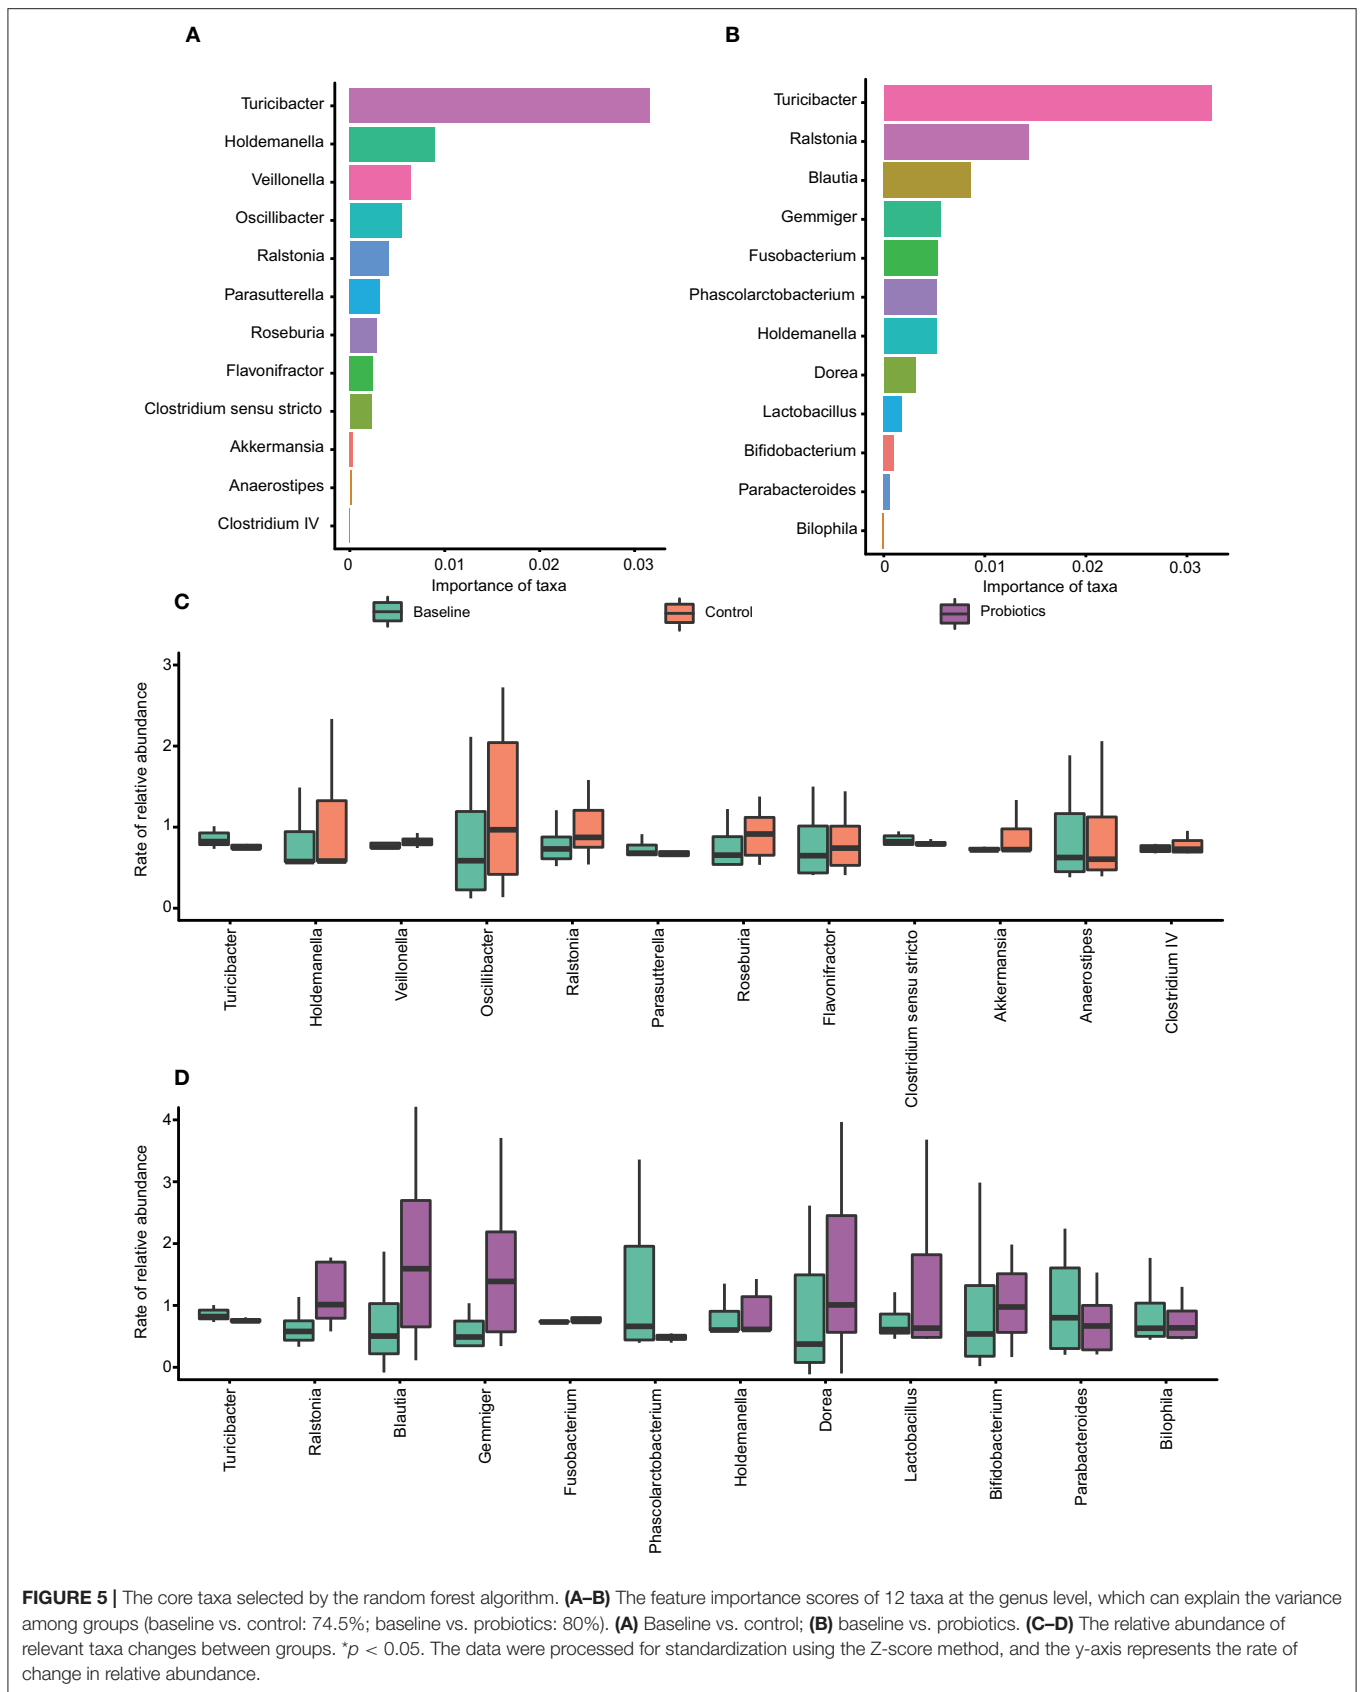 A
Turicibacter
Holdemanella
Veillonella
Oscillibacter
Ralstonia
Parasutterella
Roseburia
Flavonifractor
Clostridium sensu stricto
Akkermansia
Anaerostipes
Clostridium IV
0 0.01 0.02 0.03
Importance of taxa
B
Turicibacter
Ralstonia
Blautia
Gemmiger
Fusobacterium
Phascolarctobacterium
Holdemanella
Dorea
Lactobacillus
Bifidobacterium
Parabacteroides
Bilophila
0 0.01 0.02 0.03
Importance of taxa
C
Baseline Control Probiotics
Rate of relative abundance
3
2
1
0
Turicibacter
Holdemanella
Veillonella
Oscillibacter
Ralstonia
Parasutterella
Roseburia
Flavonifractor
Clostridium sensu stricto
Akkermansia
Anaerostipes
Clostridium IV
D
Rate of relative abundance
4
3
2
1
0
Turicibacter
Ralstonia
Blautia
Gemmiger
Fusobacterium
Phascolarctobacterium
Holdemanella
Dorea
Lactobacillus
Bifidobacterium
Parabacteroides
Bilophila
FIGURE 5 | The core taxa selected by the random forest algorithm. (A–B) The feature importance scores of 12 taxa at the genus level, which can explain the variance
among groups (baseline vs. control: 74.5%; baseline vs. probiotics: 80%). (A) Baseline vs. control; (B) baseline vs. probiotics. (C–D) The relative abundance of
relevant taxa changes between groups. *p < 0.05. The data were processed for standardization using the Z-score method, and the y-axis represents the rate of
change in relative abundance.